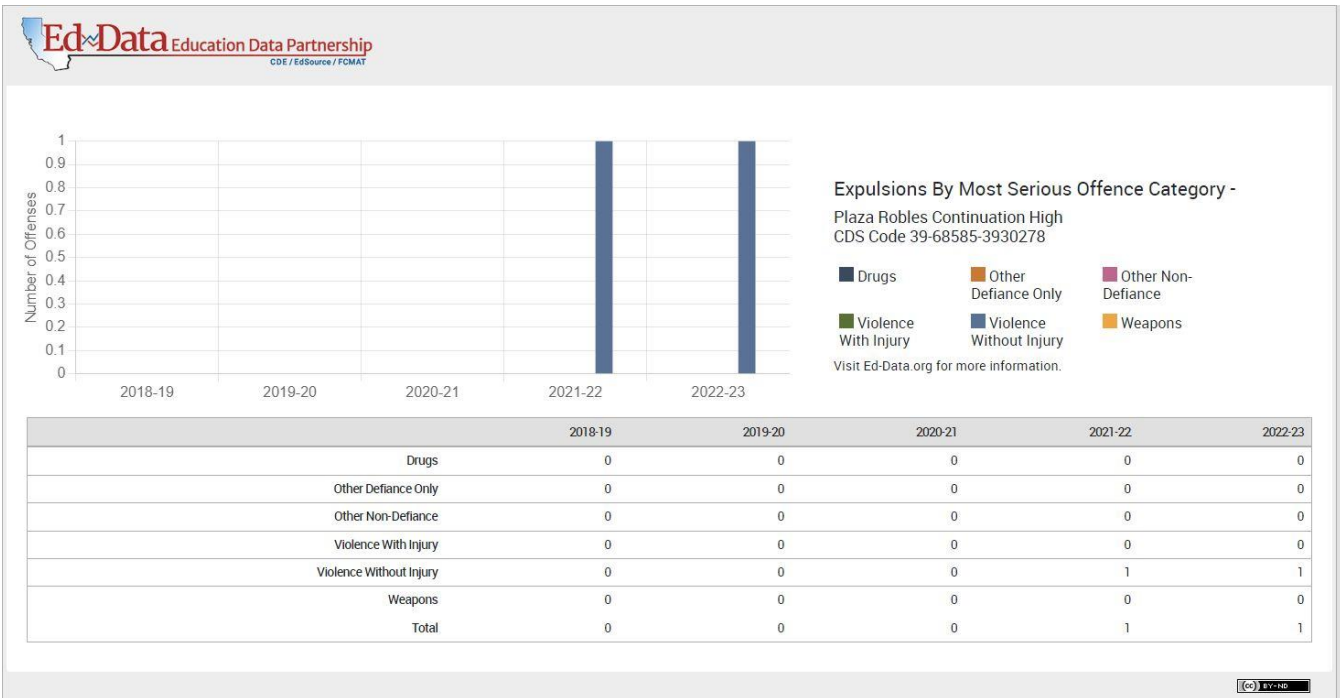 Ed Data Education Data Partnership
CDE / EdSource / FCMAT
Number of Offenses
1
0.9
0.8
0.7
0.6
0.5
0.4
0.3
0.2
0.1
0
2018-19 2019-20 2020-21 2021-22 2022-23
Expulsions By Most Serious Offence Category -
Plaza Robles Continuation High
CDS Code 39-68585-3930278
Drugs
Other
Defiance Only
Other Non-
Defiance
Violence
With Injury
Violence
Without Injury
Weapons
Visit Ed-Data.org for more information.
2018-19 2019-20 2020-21 2021-22 2022-23
Drugs 0 0 0 0 0
Other Defiance Only 0 0 0 0 0
Other Non-Defiance 0 0 0 0 0
Violence With Injury 0 0 0 0 0
Violence Without Injury 0 0 0 1 1
Weapons 0 0 0 0 0
Total 0 0 0 1 1
(cc) BY-ND